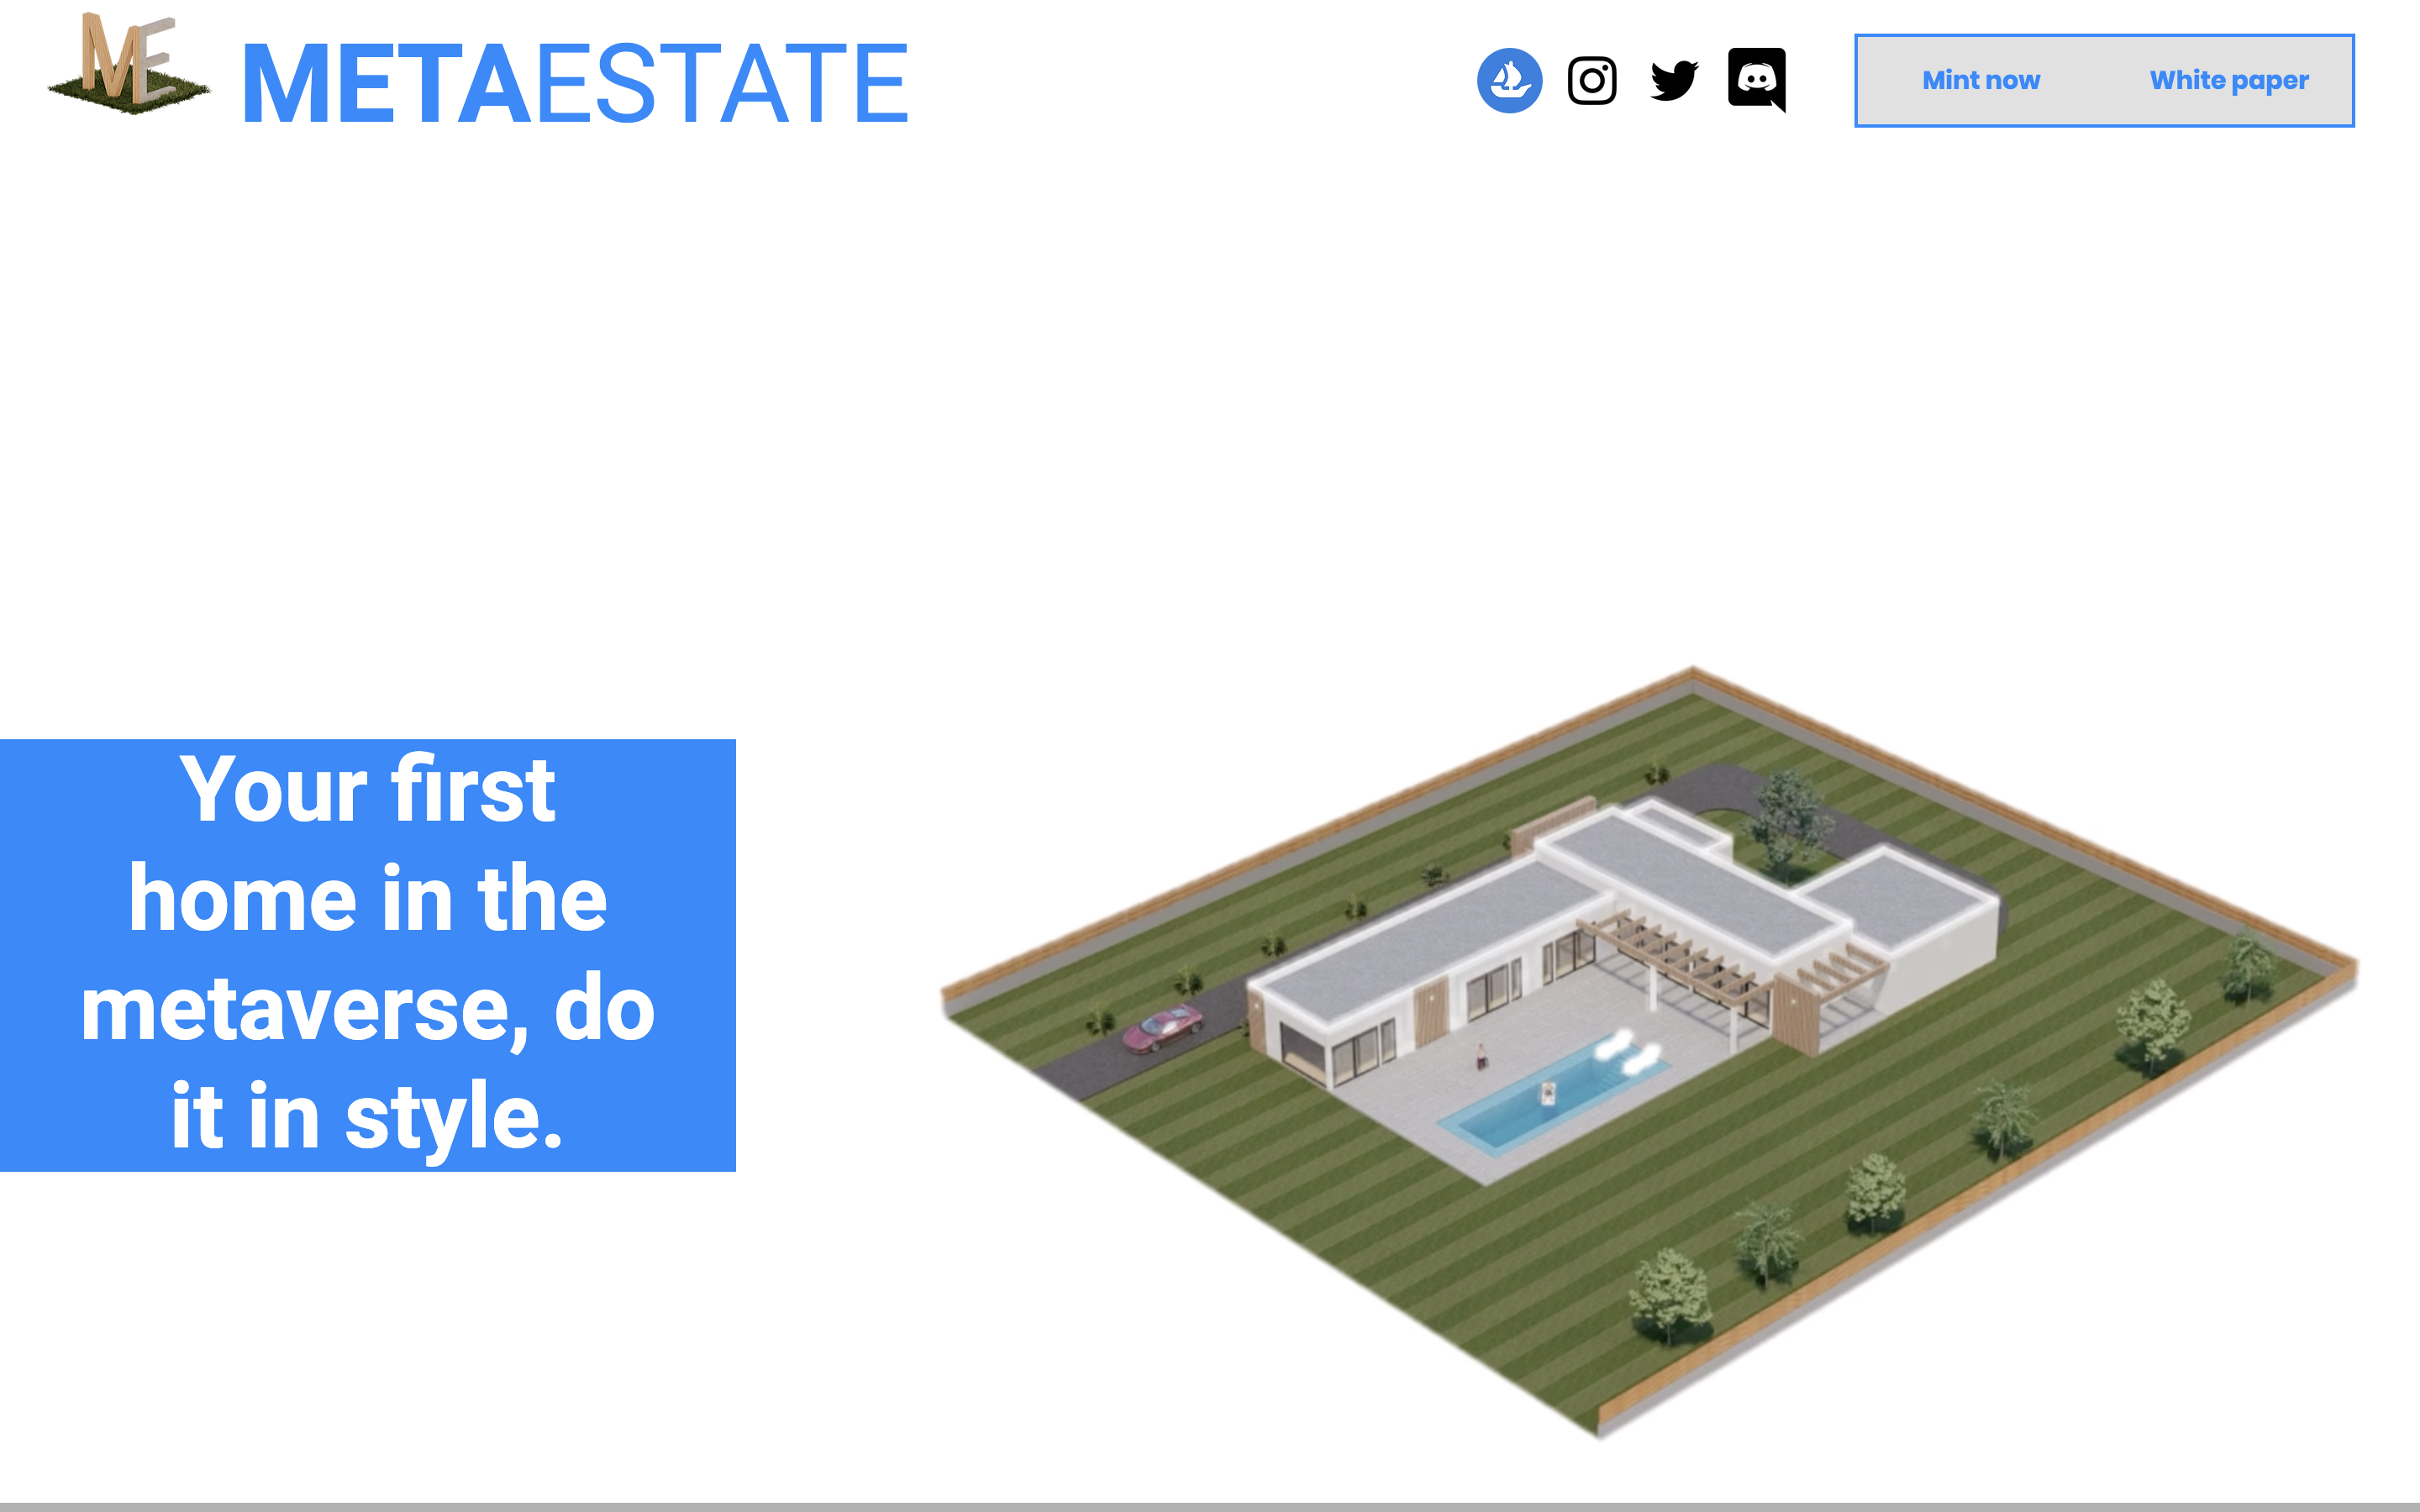 ME
METAESTATE
Mint now
White paper
Your first
home in the
metaverse, do
it in style.